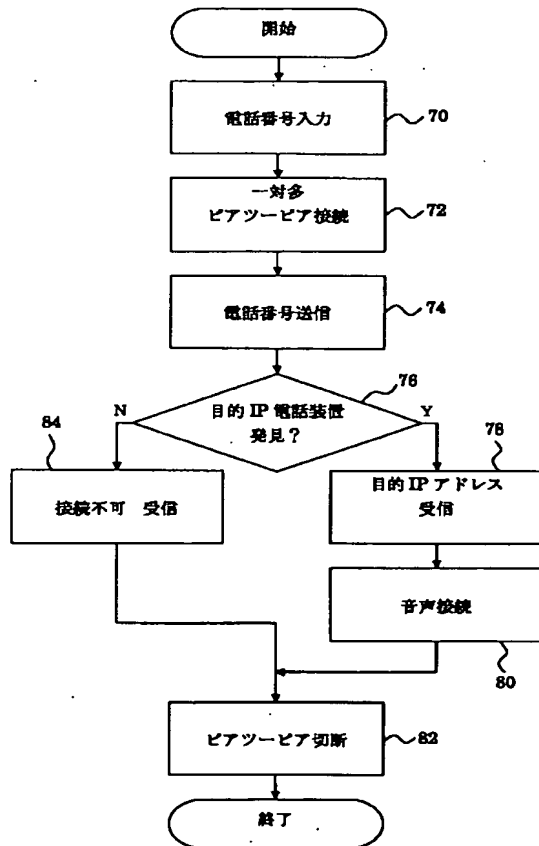 開始
電話番号入力
70
一対多
ピアツーピア接続
72
電話番号送信
74
76
目的 IP 電話装置
発見？
N
Y
84
接続不可 受信
78
目的 IP アドレス
受信
音声接続
80
ピアツーピア切断
82
終了